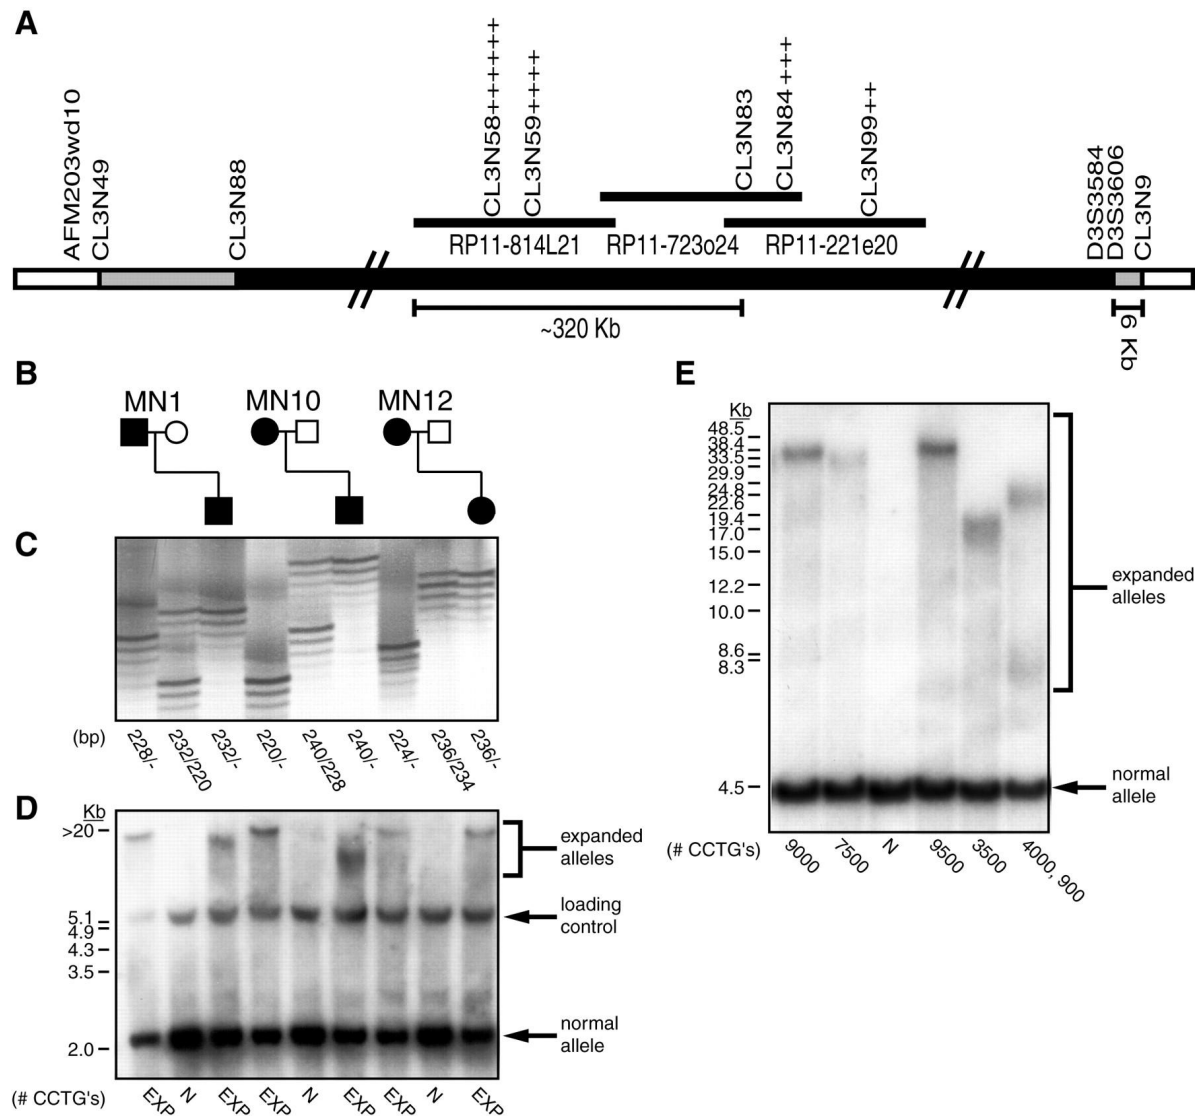 A
AFM203wd10
CL3N49
CL3N88
CL3N58++++++
CL3N59++++
CL3N83
CL3N84+++
CL3N99++
D3S3584
D3S3606
CL3N9
RP11-814L21
RP11-723o24
RP11-221e20
~320 Kb
6 Kb
B
MN1
MN10
MN12
C
(bp)
228/-
232/220
232/-
220/-
240/228
240/-
224/-
236/234
236/-
D
Kb
>20
5.1
4.9
4.3
3.5
2.0
expanded
alleles
loading
control
normal
allele
(# CCTG's)
EXP
N
EXP
EXP
N
EXP
EXP
N
EXP
E
Kb
48.5
38.4
33.5
29.9
24.8
22.6
19.4
17.0
15.0
12.2
10.0
8.6
8.3
4.5
expanded
alleles
normal
allele
(# CCTG's)
9000
7500
N
9500
3500
4000, 900